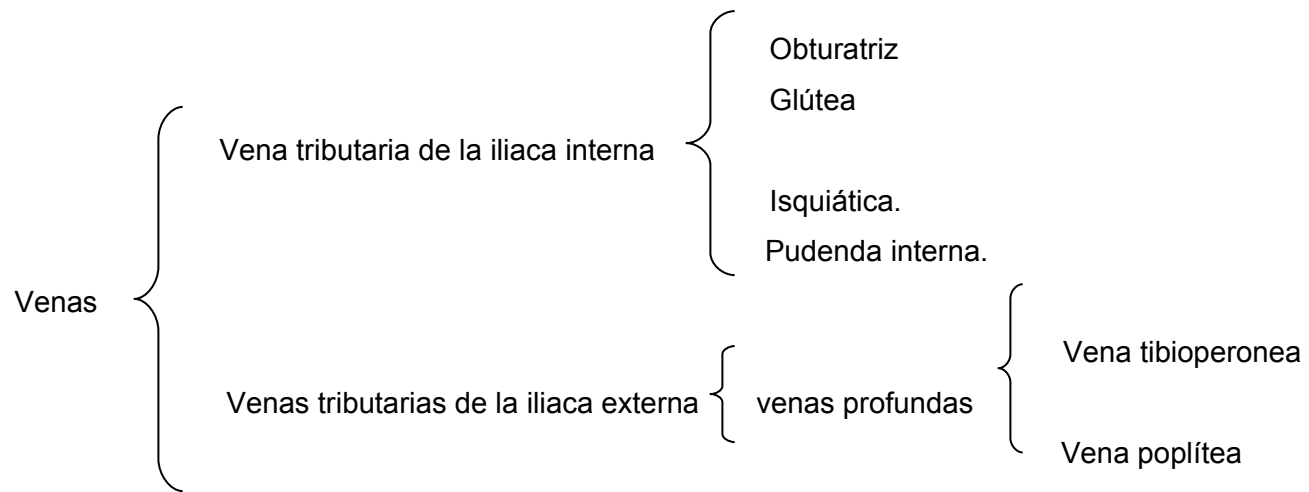 Venas
Vena tributaria de la iliaca interna
Obturatriz
Glútea
Isquiática.
Pudenda interna.
Venas tributarias de la iliaca externa
venas profundas
Vena tibioperonea
Vena poplítea